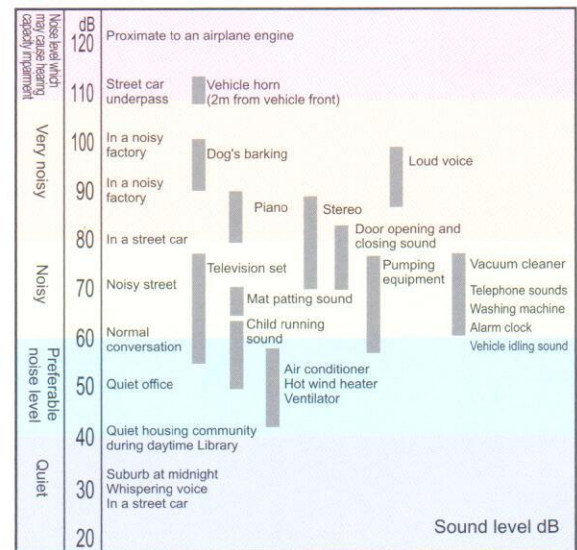 Noise level which
may cause hearing
capacity impairment
Very noisy
Noisy
Preferable
noise level
Quiet
dB
120
110
100
90
80
70
60
50
40
30
20
Proximate to an airplane engine
Street car
underpass
Vehicle horn
(2m from vehicle front)
In a noisy
factory
Dog's barking
Loud voice
In a noisy
factory
Piano
Stereo
In a street car
Door opening and
closing sound
Television set
Pumping
equipment
Vacuum cleaner
Noisy street
Mat patting sound
Telephone sounds
Washing machine
Normal
conversation
Child running
sound
Alarm clock
Vehicle idling sound
Quiet office
Air conditioner
Hot wind heater
Ventilator
Quiet housing community
during daytime Library
Suburb at midnight
Whispering voice
In a street car
Sound level dB